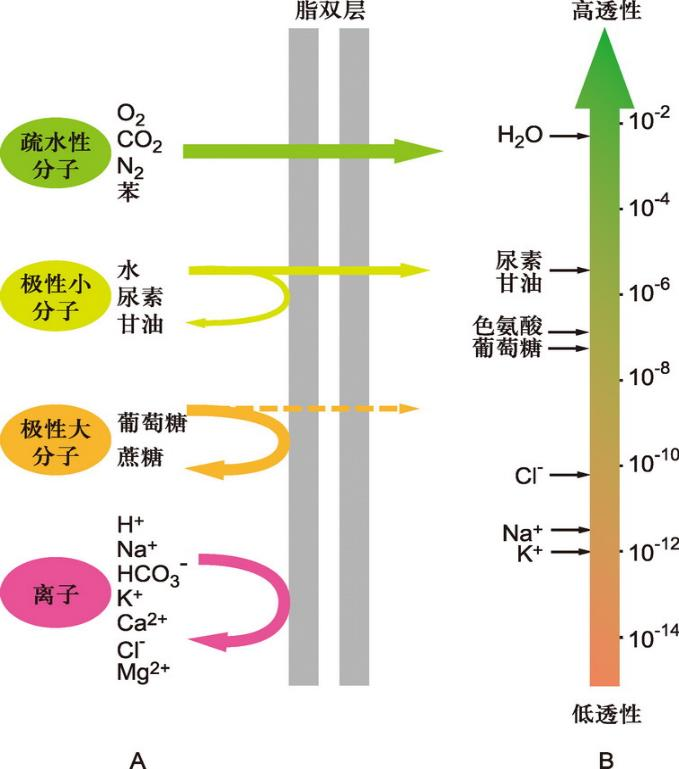 脂双层
疏水性
分子
O₂
CO₂
N₂
苯
极性小
分子
水
尿素
甘油
极性大
分子
葡萄糖
蔗糖
离子
H⁺
Na⁺
HCO₃⁻
K⁺
Ca²⁺
Cl⁻
Mg²⁺
A
高透性
H₂O
尿素
甘油
色氨酸
葡萄糖
Cl⁻
Na⁺
K⁺
10⁻²
10⁻⁴
10⁻⁶
10⁻⁸
10⁻¹⁰
10⁻¹²
10⁻¹⁴
低透性
B